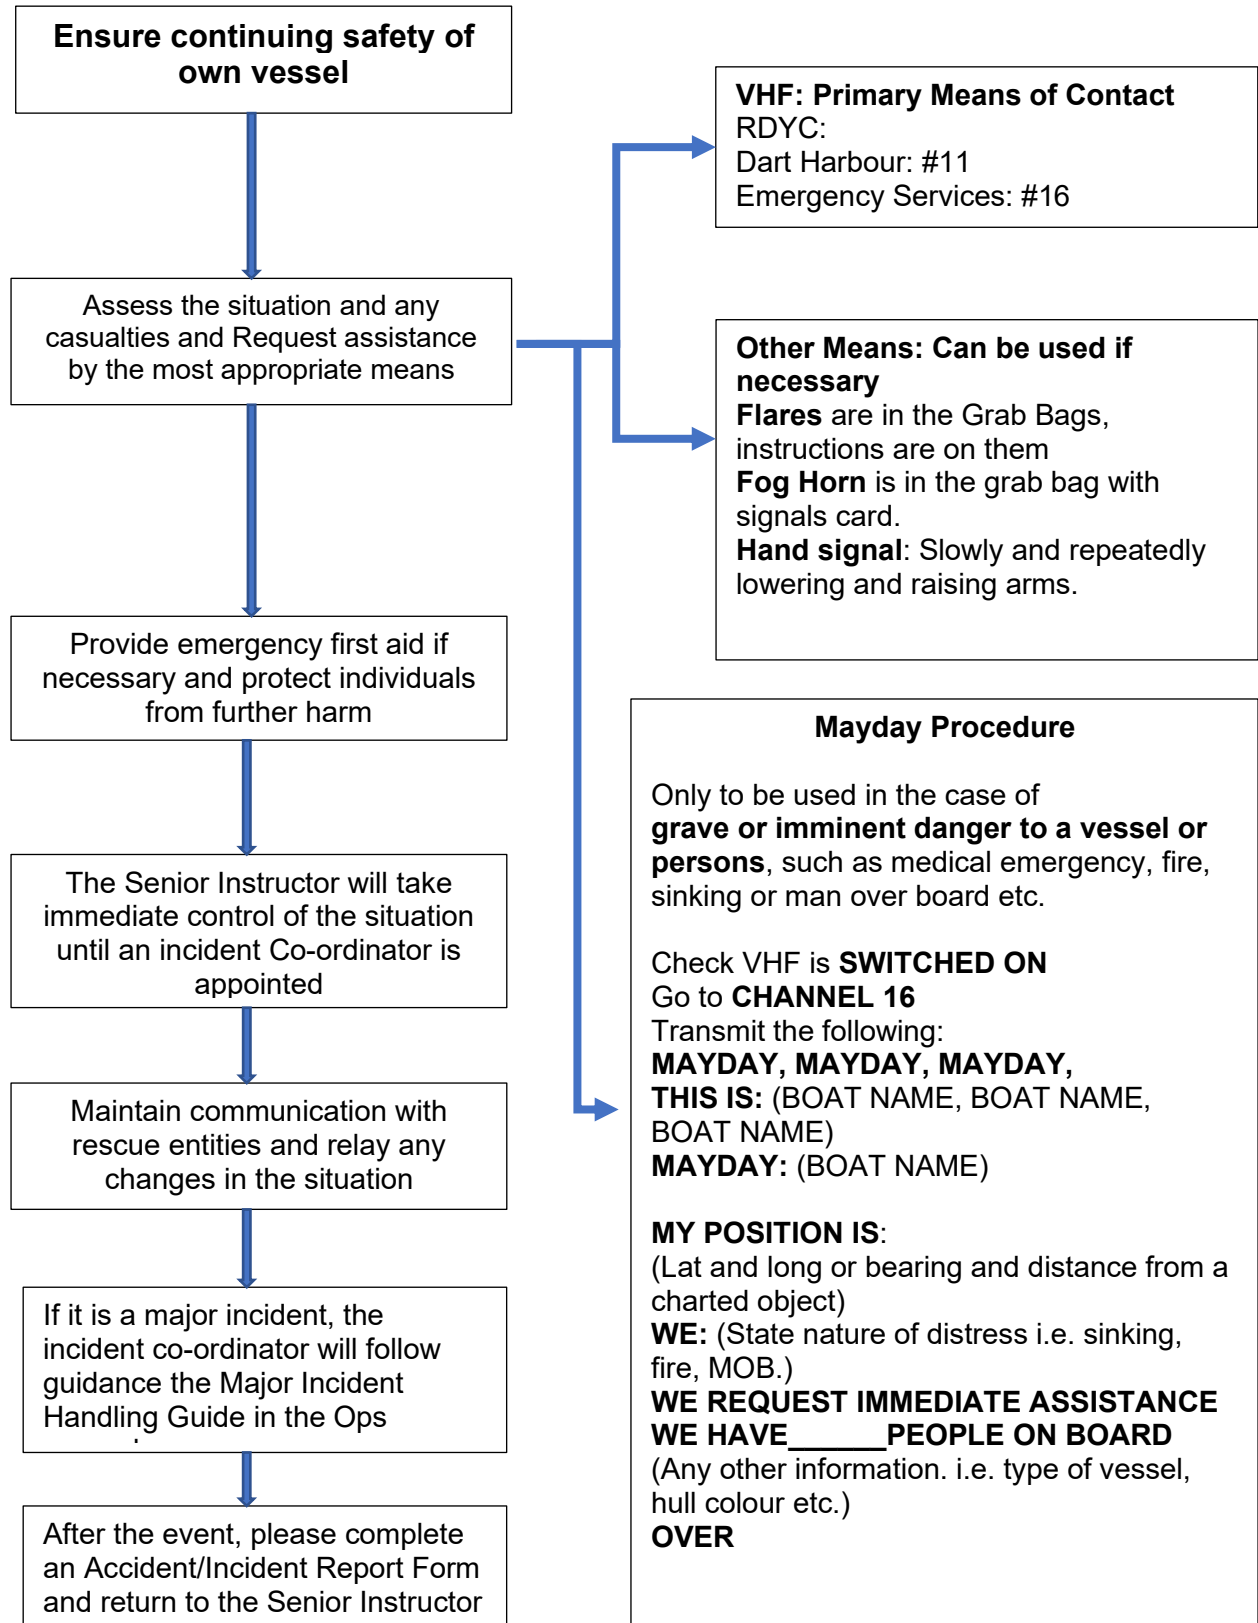 Ensure continuing safety of
own vessel
Assess the situation and any
casualties and Request assistance
by the most appropriate means
Provide emergency first aid if
necessary and protect individuals
from further harm
The Senior Instructor will take
immediate control of the situation
until an incident Co-ordinator is
appointed
Maintain communication with
rescue entities and relay any
changes in the situation
If it is a major incident, the
incident co-ordinator will follow
guidance the Major Incident
Handling Guide in the Ops
After the event, please complete
an Accident/Incident Report Form
and return to the Senior Instructor
VHF: Primary Means of Contact
RDYC:
Dart Harbour: #11
Emergency Services: #16
Other Means: Can be used if
necessary
Flares are in the Grab Bags,
instructions are on them
Fog Horn is in the grab bag with
signals card.
Hand signal: Slowly and repeatedly
lowering and raising arms.
Mayday Procedure
Only to be used in the case of
grave or imminent danger to a vessel or
persons, such as medical emergency, fire,
sinking or man over board etc.
Check VHF is SWITCHED ON
Go to CHANNEL 16
Transmit the following:
MAYDAY, MAYDAY, MAYDAY,
THIS IS: (BOAT NAME, BOAT NAME,
BOAT NAME)
MAYDAY: (BOAT NAME)
MY POSITION IS:
(Lat and long or bearing and distance from a
charted object)
WE: (State nature of distress i.e. sinking,
fire, MOB.)
WE REQUEST IMMEDIATE ASSISTANCE
WE HAVE______PEOPLE ON BOARD
(Any other information. i.e. type of vessel,
hull colour etc.)
OVER